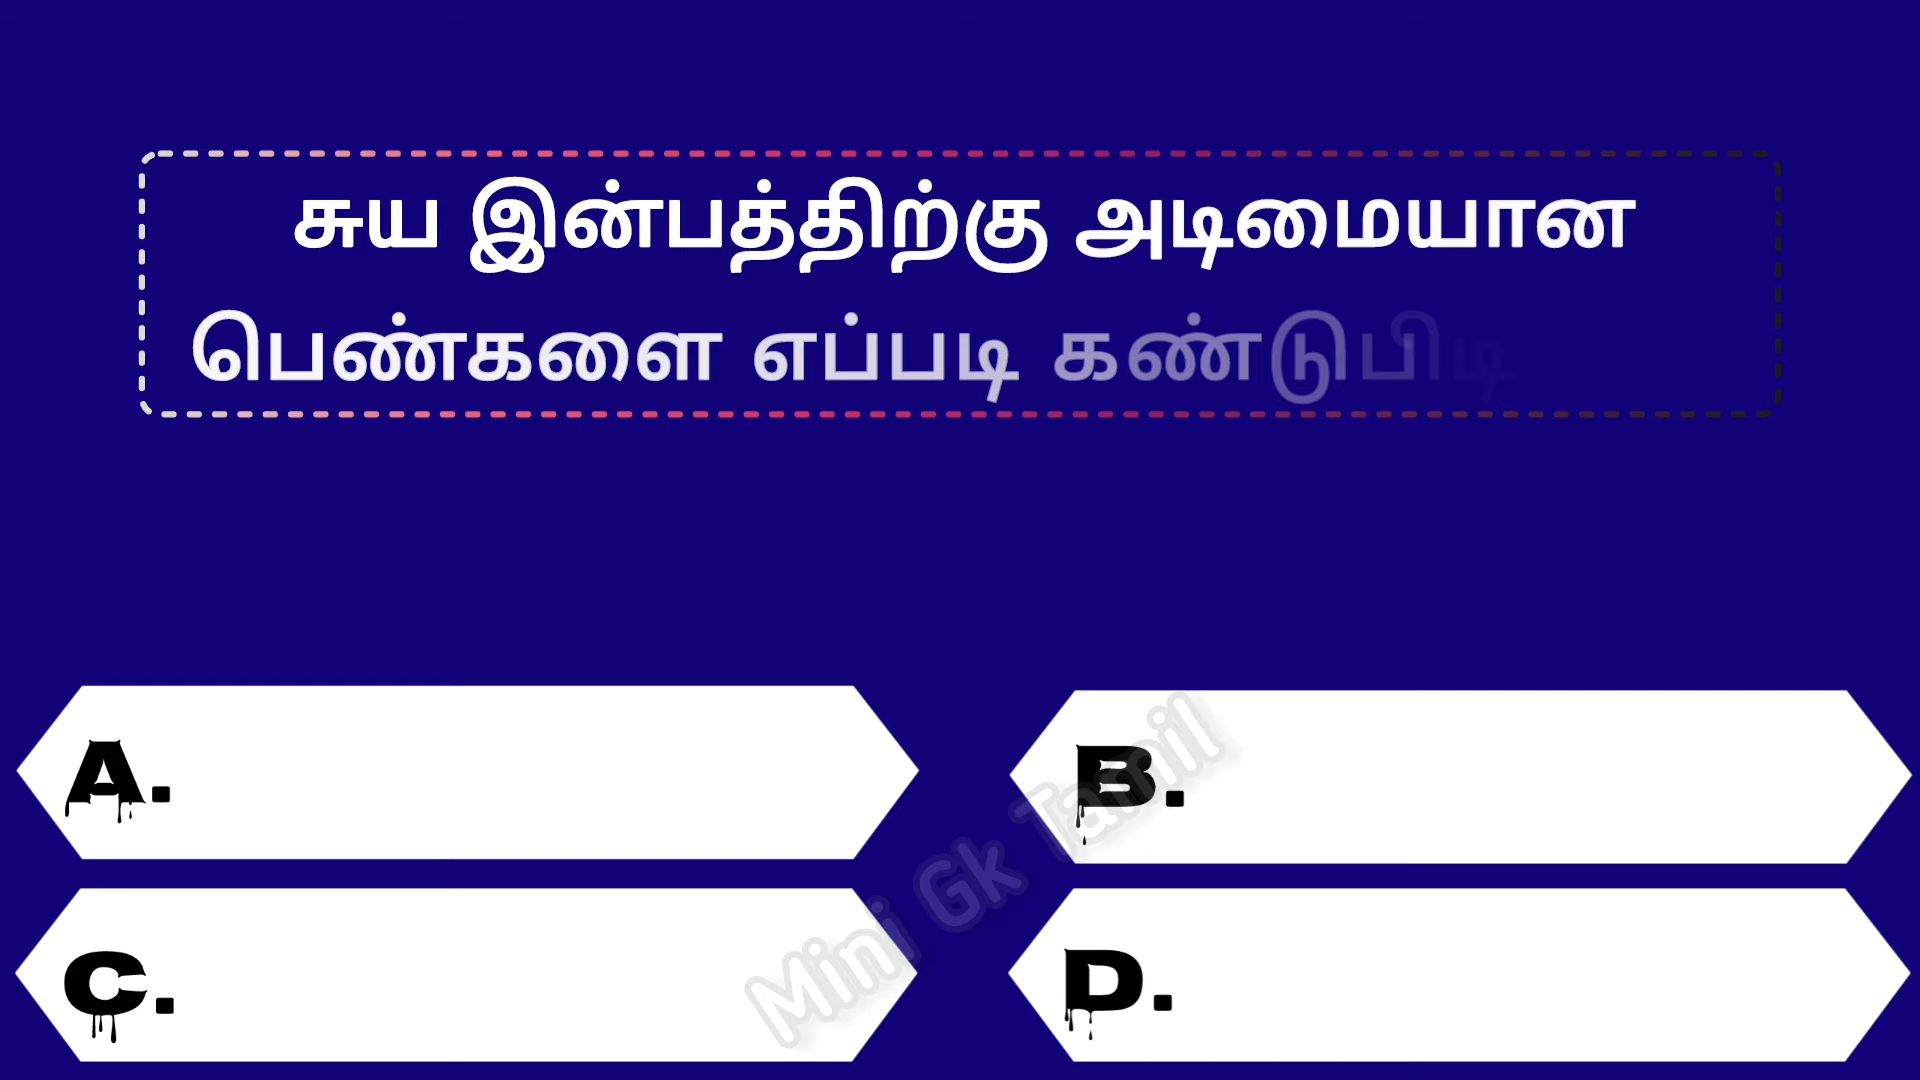 சுய இன்பத்திற்கு அடிமையான
பெண்களை எப்படி கண்டுபிடி
A.
B.
C.
D.
Mini Gk Tamil